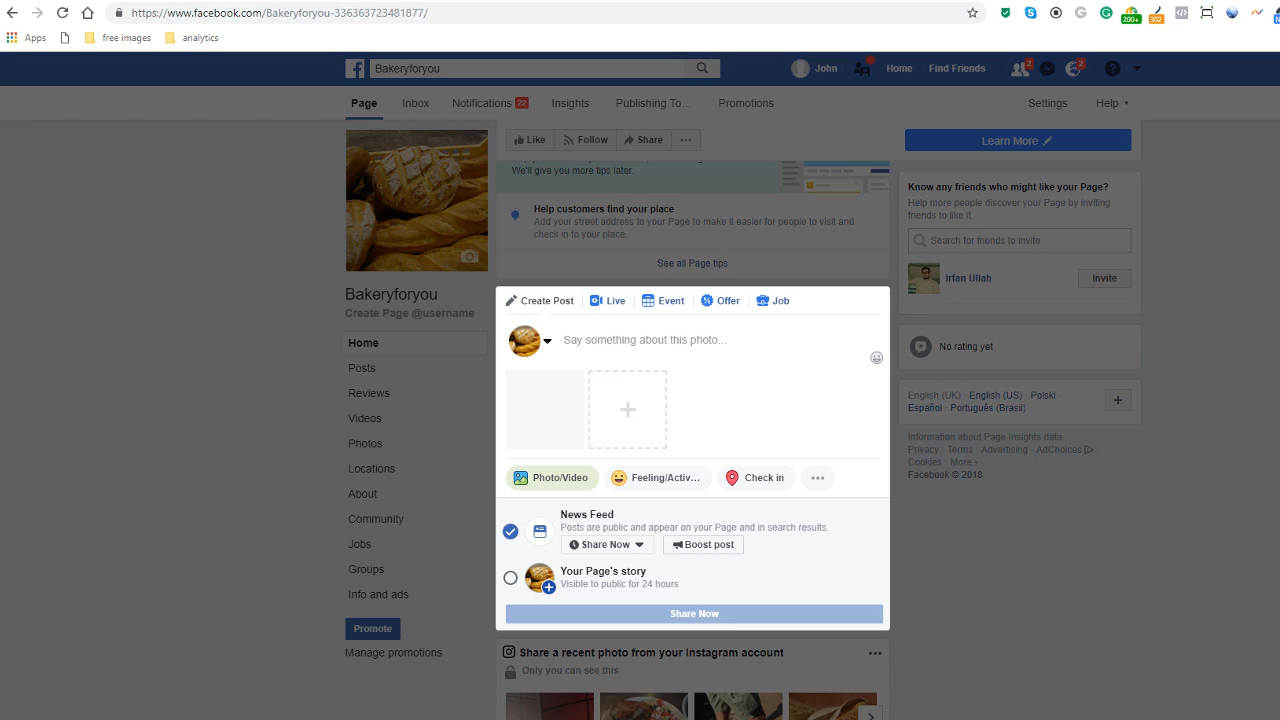 https://www.facebook.com/Bakeryforyou-336363723481877/
200+
302
Apps
free images
analytics
Bakeryforyou
John
Home
Find Friends
2
2
Page
Inbox
Notifications 22
Insights
Publishing To...
Promotions
Settings
Help
Like
Follow
Share
Learn More
We'll give you more tips later.
Help customers find your place
Add your street address to your Page to make it easier for people to visit and
check in to your place.
See all Page tips
Know any friends who might like your Page?
Help more people discover your Page by inviting
friends to like it.
Search for friends to invite
Irfan Ullah
Invite
No rating yet
English (UK) · English (US) · Polski ·
Español · Português (Brasil)
Information about Page Insights data
Privacy · Terms · Advertising · AdChoices
Cookies · More
Facebook © 2018
Bakeryforyou
Create Page @username
Home
Posts
Reviews
Videos
Photos
Locations
About
Community
Jobs
Groups
Info and ads
Promote
Manage promotions
Create Post
Live
Event
Offer
Job
Say something about this photo...
Photo/Video
Feeling/Activ...
Check in
News Feed
Posts are public and appear on your Page and in search results.
Share Now
Boost post
Your Page's story
Visible to public for 24 hours
Share Now
Share a recent photo from your Instagram account
Only you can see this